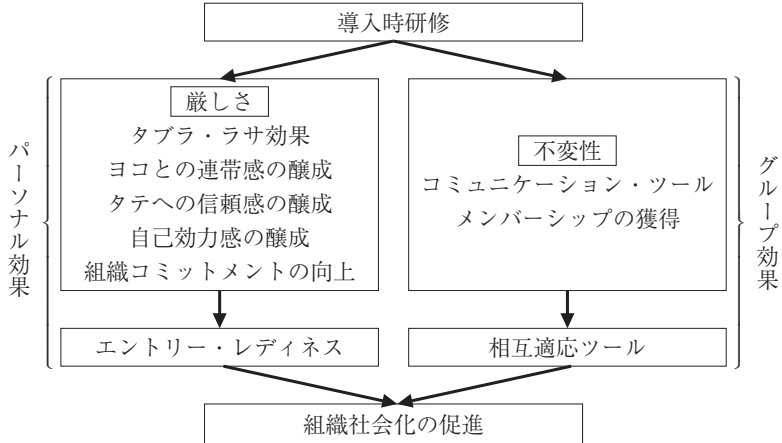 導入時研修
パーソナル効果
厳しさ
タブラ・ラサ効果
ヨコとの連帯感の醸成
タテへの信頼感の醸成
自己効力感の醸成
組織コミットメントの向上
不変性
コミュニケーション・ツール
メンバーシップの獲得
グループ効果
エントリー・レディネス
相互適応ツール
組織社会化の促進